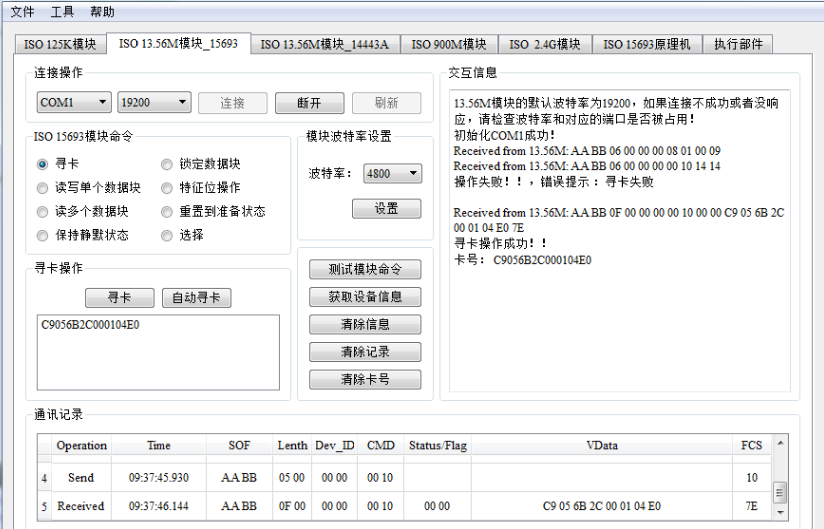 文件 工具 帮助
ISO 125K模块 ISO 13.56M模块_15693 ISO 13.56M模块_14443A ISO 900M模块 ISO 2.4G模块 ISO 15693原理机 执行部件
连接操作
COM1 19200 连接 断开 刷新
ISO 15693模块命令
寻卡 锁定数据块
读写单个数据块 特征位操作
读多个数据块 重置到准备状态
保持静默状态 选择
模块波特率设置
波特率: 4800
设置
寻卡操作
寻卡 自动寻卡
C9056B2C000104E0
测试模块命令
获取设备信息
清除信息
清除记录
清除卡号
交互信息
13.56M模块的默认波特率为19200，如果连接不成功或者没响
应，请检查波特率和对应的端口是否被占用！
初始化COM1成功！
Received from 13.56M: AA BB 06 00 00 00 08 01 00 09
Received from 13.56M: AA BB 06 00 00 00 00 10 14 14
操作失败！！，错误提示：寻卡失败
Received from 13.56M: AA BB 0F 00 00 00 00 10 00 00 C9 05 6B 2C
00 01 04 E0 7E
寻卡操作成功！！
卡号: C9056B2C000104E0
通讯记录
Operation Time SOF Lenth Dev_ID CMD Status/Flag VData FCS
4 Send 09:37:45.930 AA BB 05 00 00 00 00 10 10
5 Received 09:37:46.144 AA BB 0F 00 00 00 00 10 00 00 C9 05 6B 2C 00 01 04 E0 7E